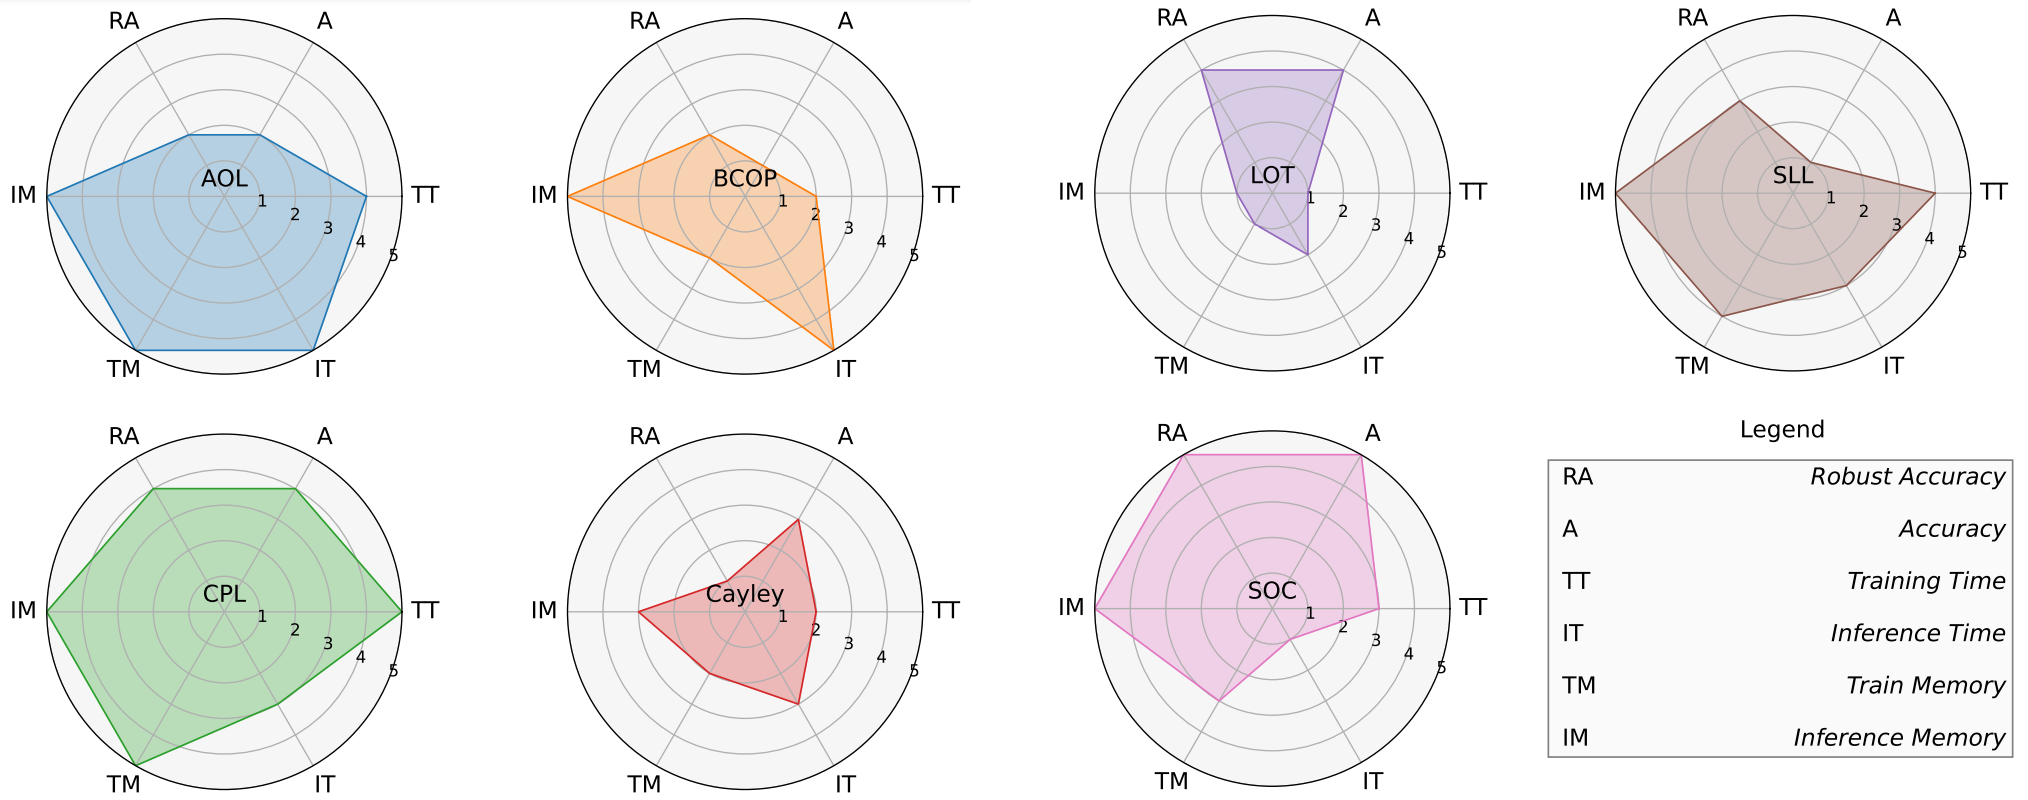 RA A
IM AOL TT
1 2 3 4 5
TM IT
RA A
IM BCOP TT
1 2 3 4 5
TM IT
RA A
IM LOT TT
1 2 3 4 5
TM IT
RA A
IM SLL TT
1 2 3 4 5
TM IT
RA A
IM CPL TT
1 2 3 4 5
TM IT
RA A
IM Cayley TT
1 2 3 4 5
TM IT
RA A
IM SOC TT
1 2 3 4 5
TM IT
Legend
RA Robust Accuracy
A Accuracy
TT Training Time
IT Inference Time
TM Train Memory
IM Inference Memory